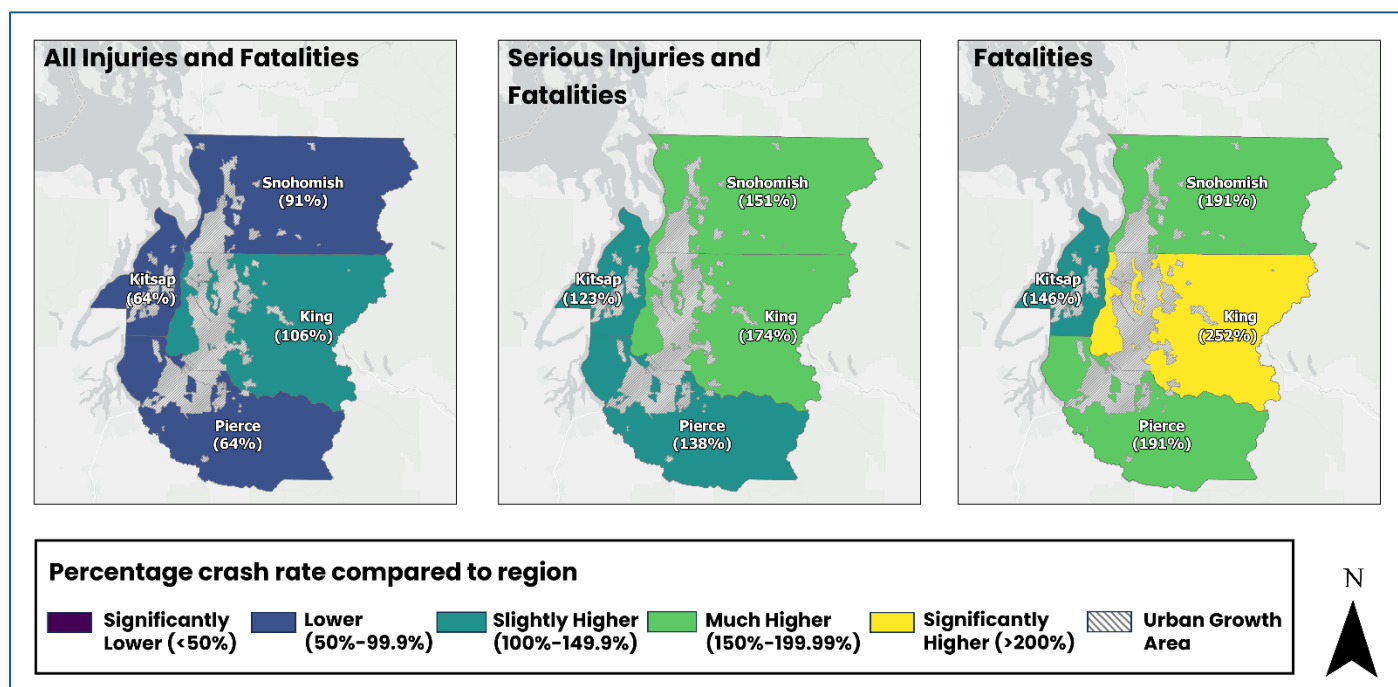 All Injuries and Fatalities
Snohomish
(91%)
Kitsap
(64%)
King
(106%)
Pierce
(64%)
Serious Injuries and
Fatalities
Snohomish
(151%)
Kitsap
(123%)
King
(174%)
Pierce
(138%)
Fatalities
Snohomish
(191%)
Kitsap
(146%)
King
(252%)
Pierce
(191%)
Percentage crash rate compared to region
Significantly
Lower (<50%)
Lower
(50%-99.9%)
Slightly Higher
(100%-149.9%)
Much Higher
(150%-199.99%)
Significantly
Higher (>200%)
Urban Growth
Area
N